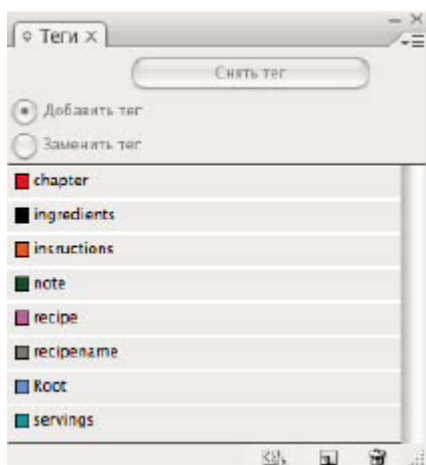 Теги
Снять тег
Добавить тег
Заменить тег
chapter
ingredients
insructions
note
recipe
recipename
Root
servings